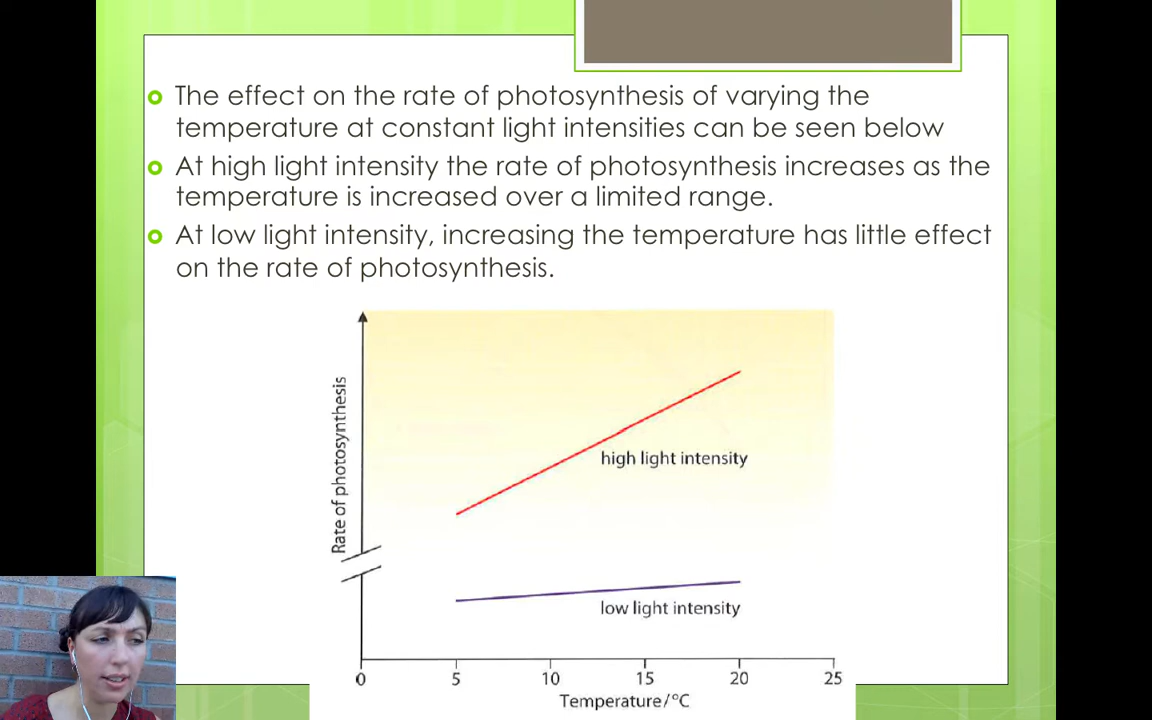 The effect on the rate of photosynthesis of varying the
temperature at constant light intensities can be seen below
At high light intensity the rate of photosynthesis increases as the
temperature is increased over a limited range.
At low light intensity, increasing the temperature has little effect
on the rate of photosynthesis.
Rate of photosynthesis
high light intensity
low light intensity
0 5 10 15 20 25
Temperature/°C